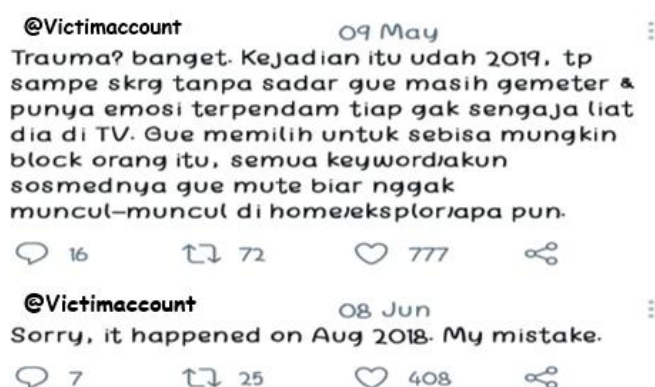 @Victimaccount 09 May
Trauma? banget. Kejadian itu udah 2019, tp
sampe skrg tanpa sadar gue masih gemeter &
punya emosi terpendam tiap gak sengaja liat
dia di TV. Gue memilih untuk sebisa mungkin
block orang itu, semua keyword/akun
sosmednya gue mute biar nggak
muncul-muncul di home/eksplor/apa pun.
16 72 777
@Victimaccount 08 Jun
Sorry, it happened on Aug 2018. My mistake.
7 25 408